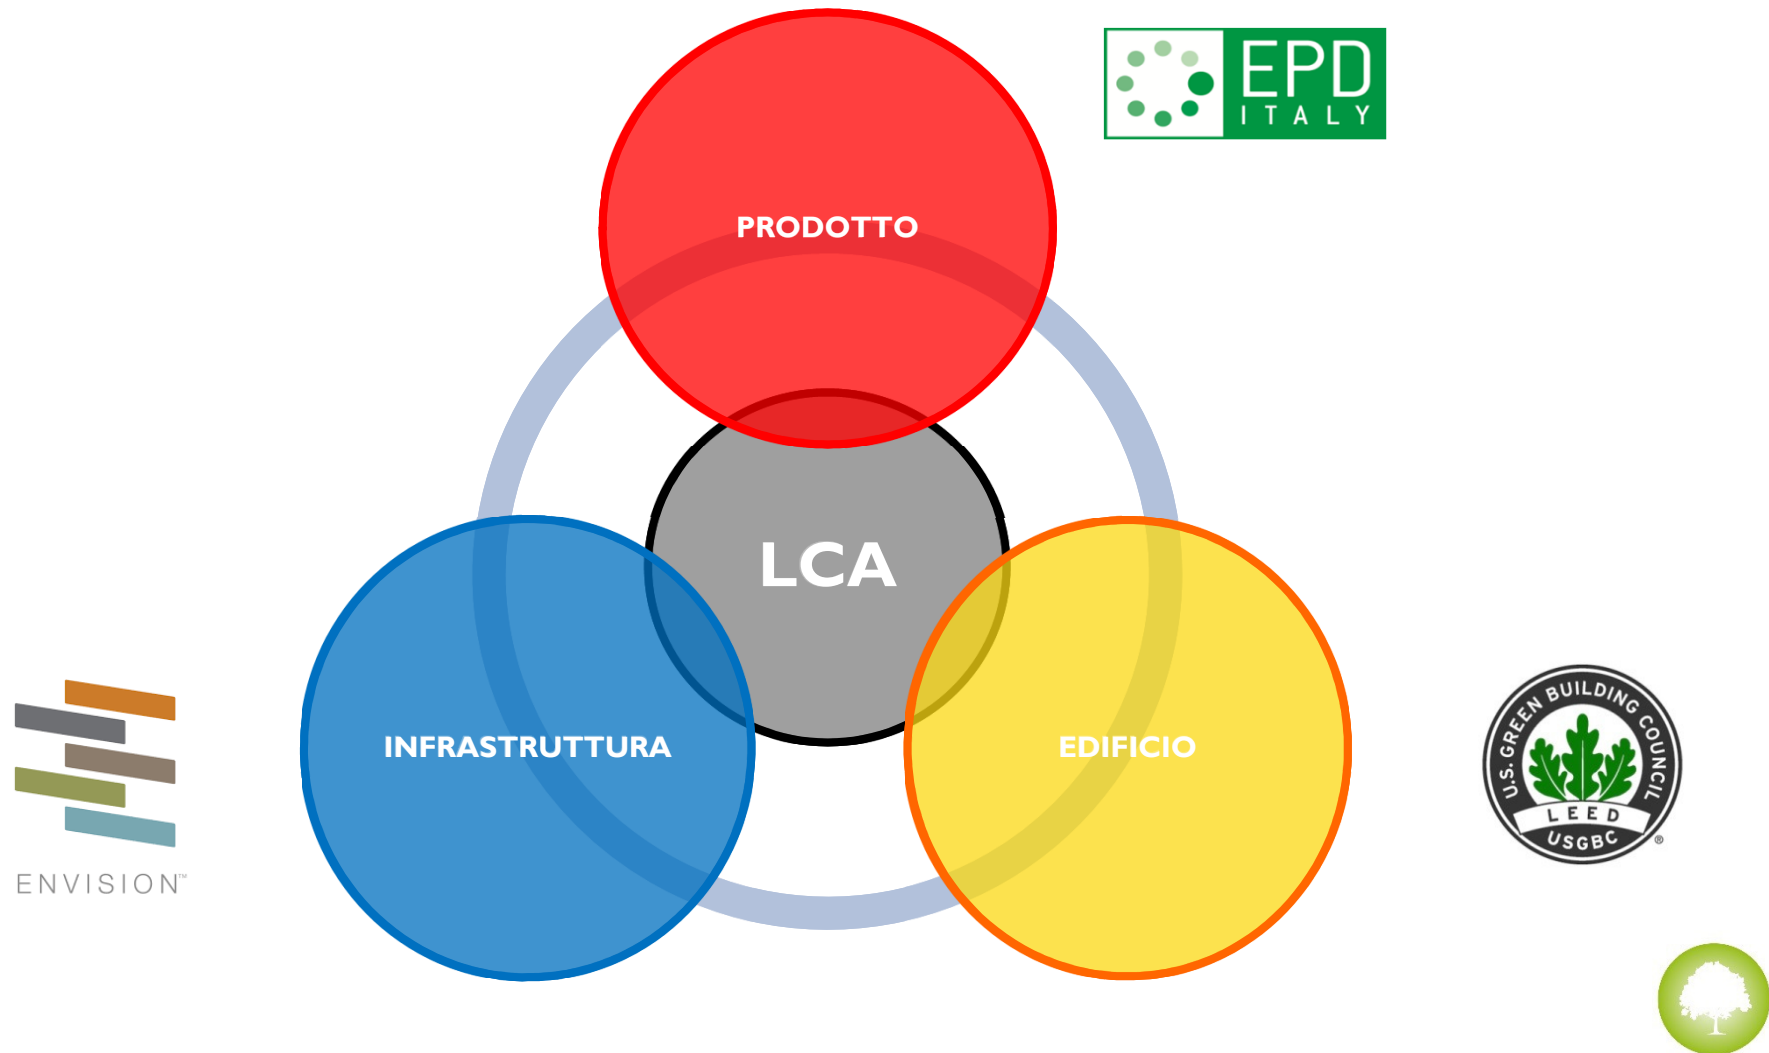 EPD
ITALY
PRODOTTO
LCA
INFRASTRUTTURA
EDIFICIO
ENVISION™
U.S. GREEN BUILDING COUNCIL
LEED
USGBC
®